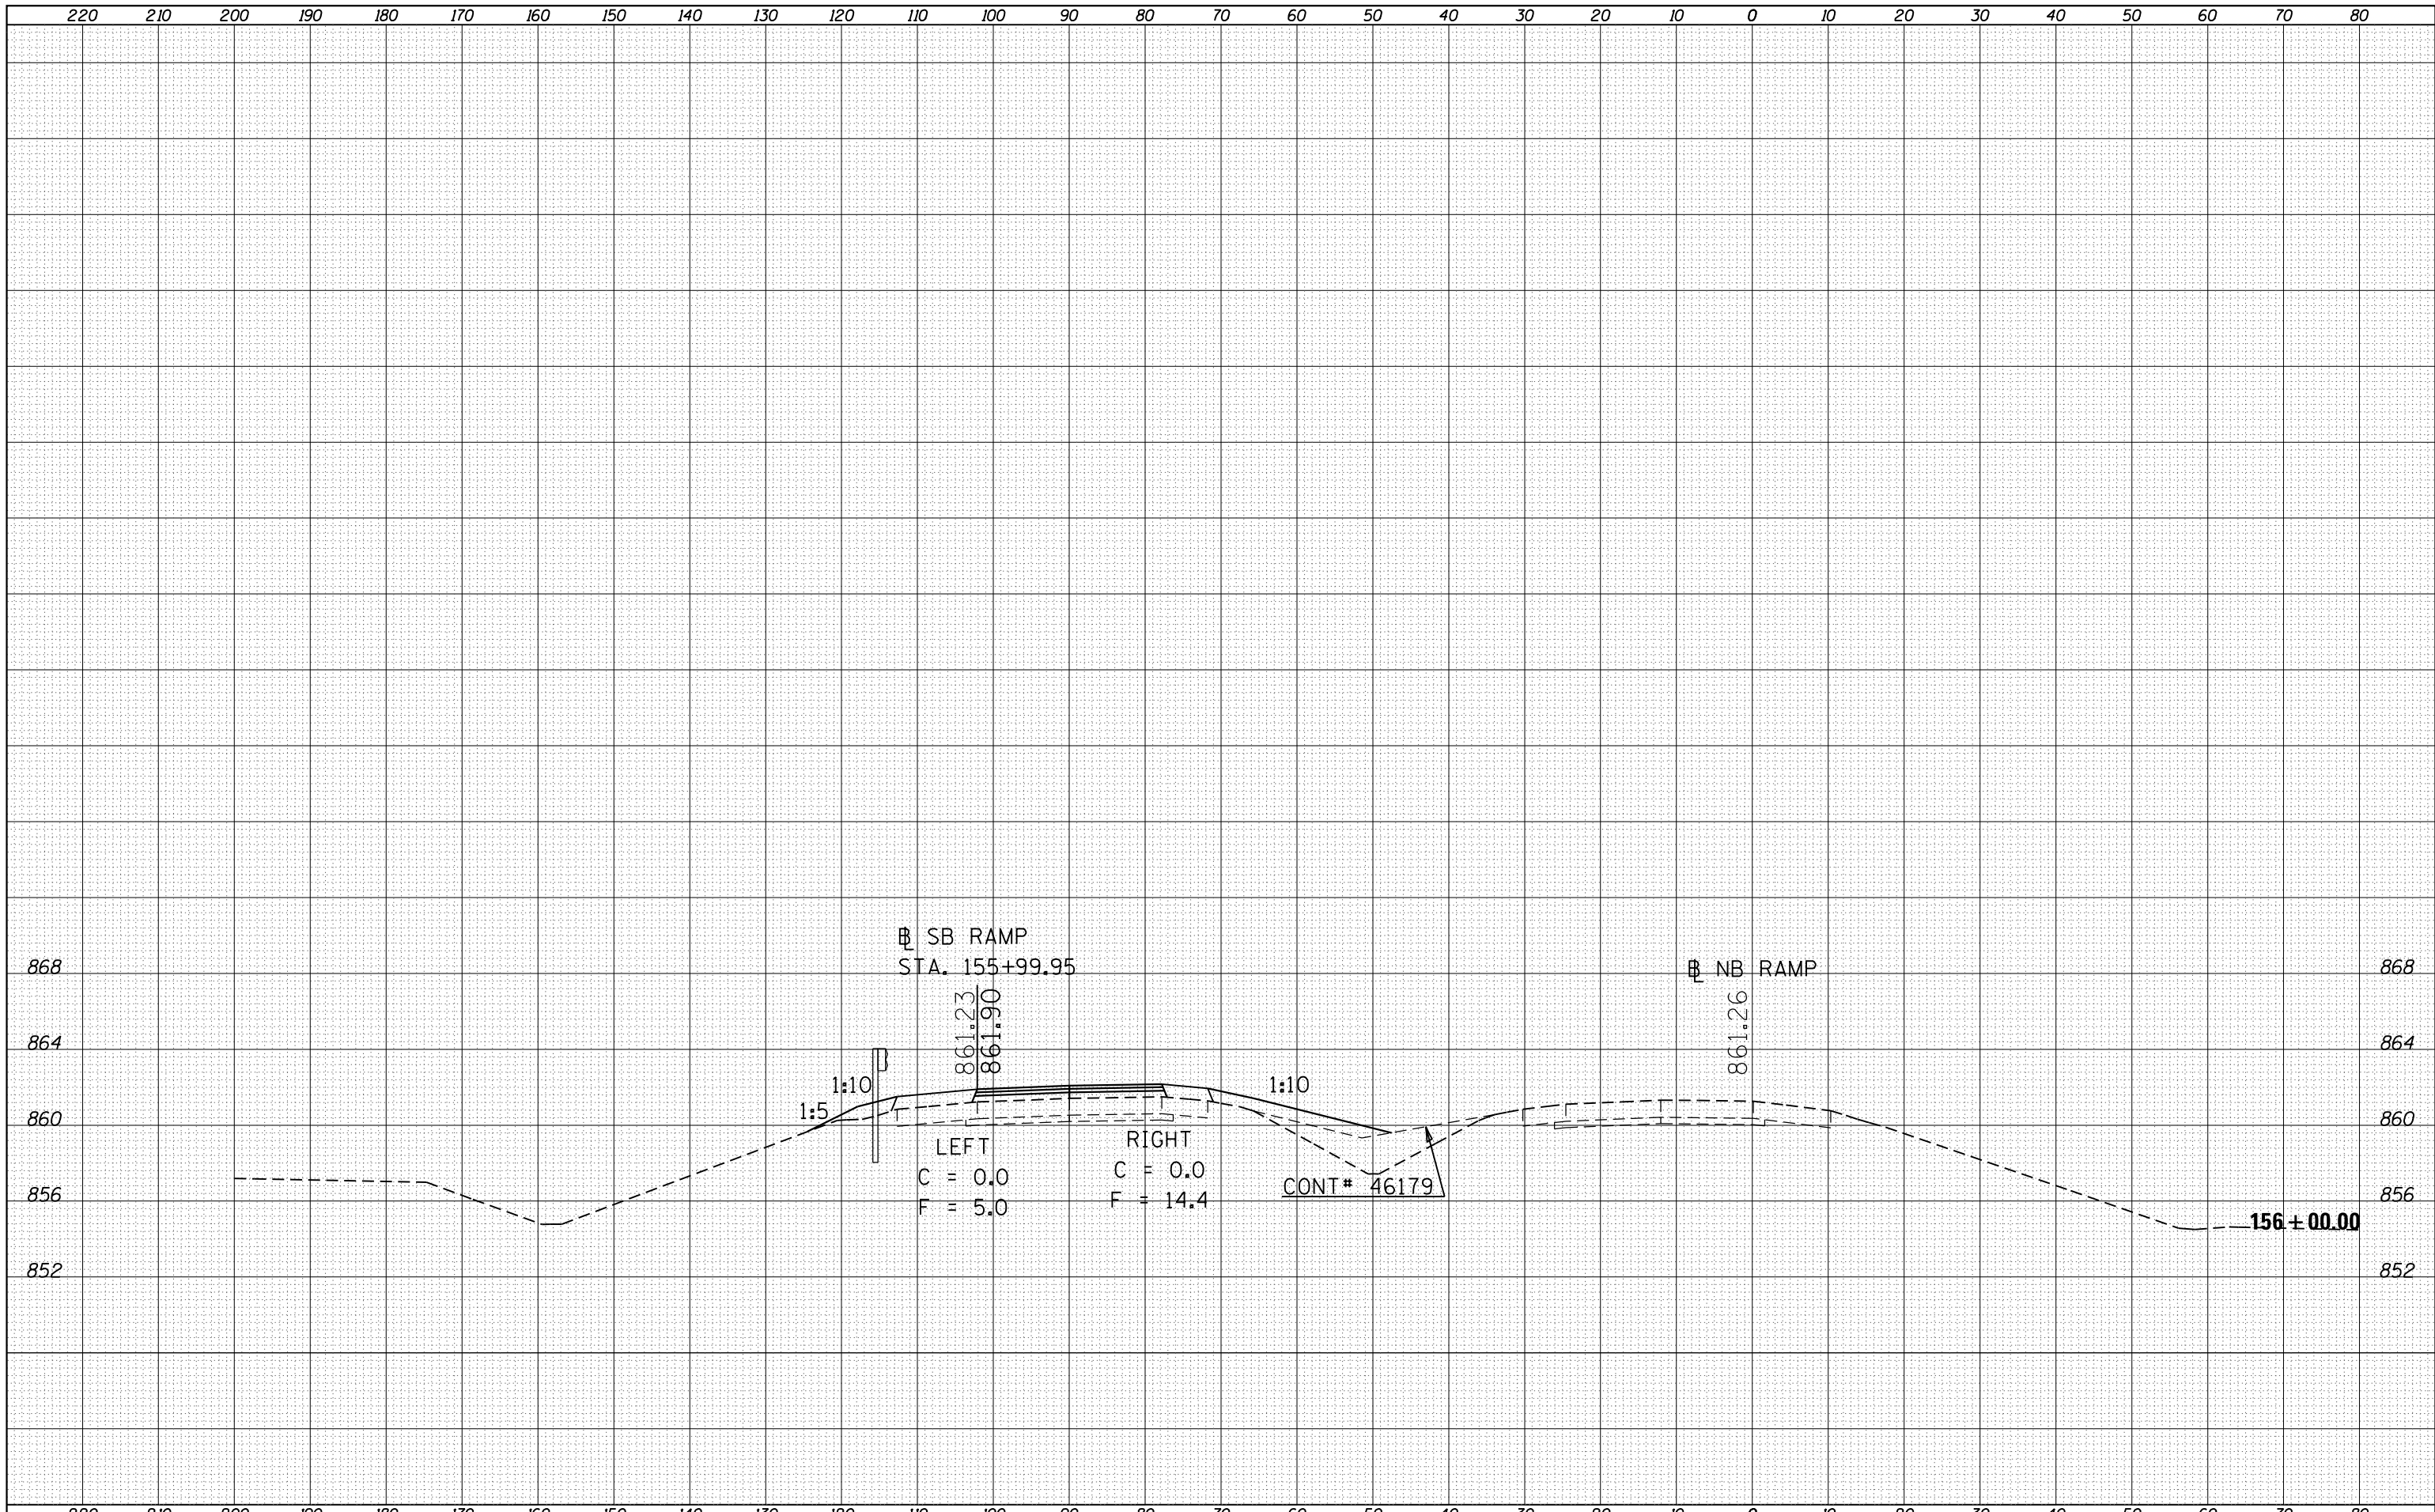 220 210 200 190 180 170 160 150 140 130 120 110 100 90 80 70 60 50 40 30 20 10 0 10 20 30 40 50 60 70 80
℄ SB RAMP
STA. 155+99.95
868 ℄ NB RAMP 868
861.23
861.90
861.26
864 864
1:10 1:10
1:5
860 860
LEFT RIGHT
C = 0.0 C = 0.0
F = 5.0 F = 14.4
CONT# 46179
856 856
156+00.00
852 852